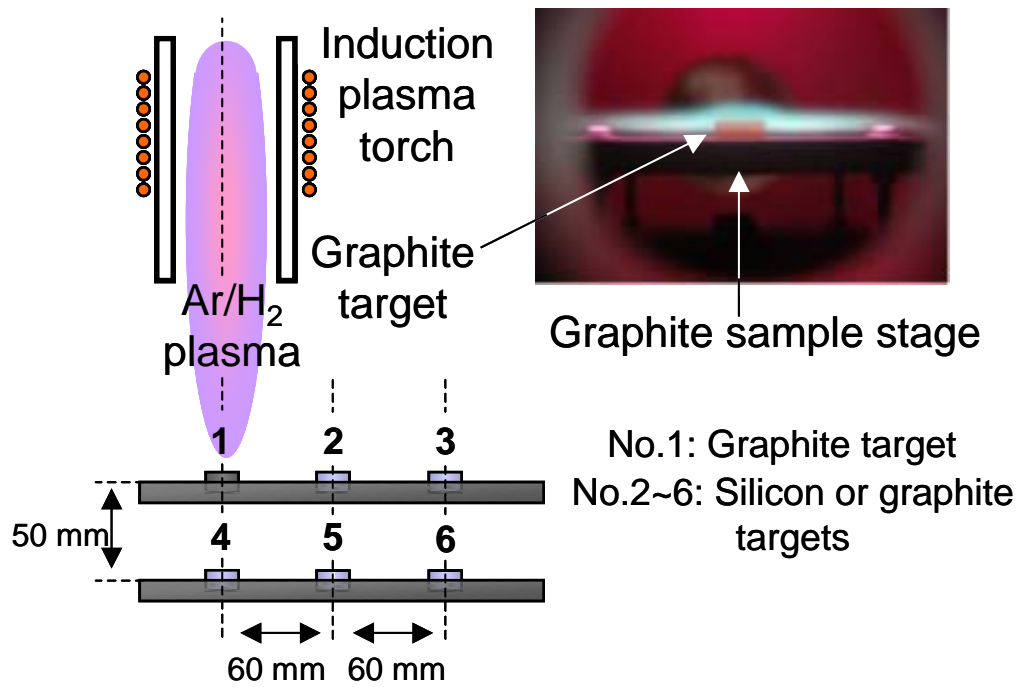 Induction
plasma
torch
Graphite
target
Ar/H₂
plasma
Graphite sample stage
1 2 3
No.1: Graphite target
No.2~6: Silicon or graphite
targets
50 mm
4 5 6
60 mm 60 mm